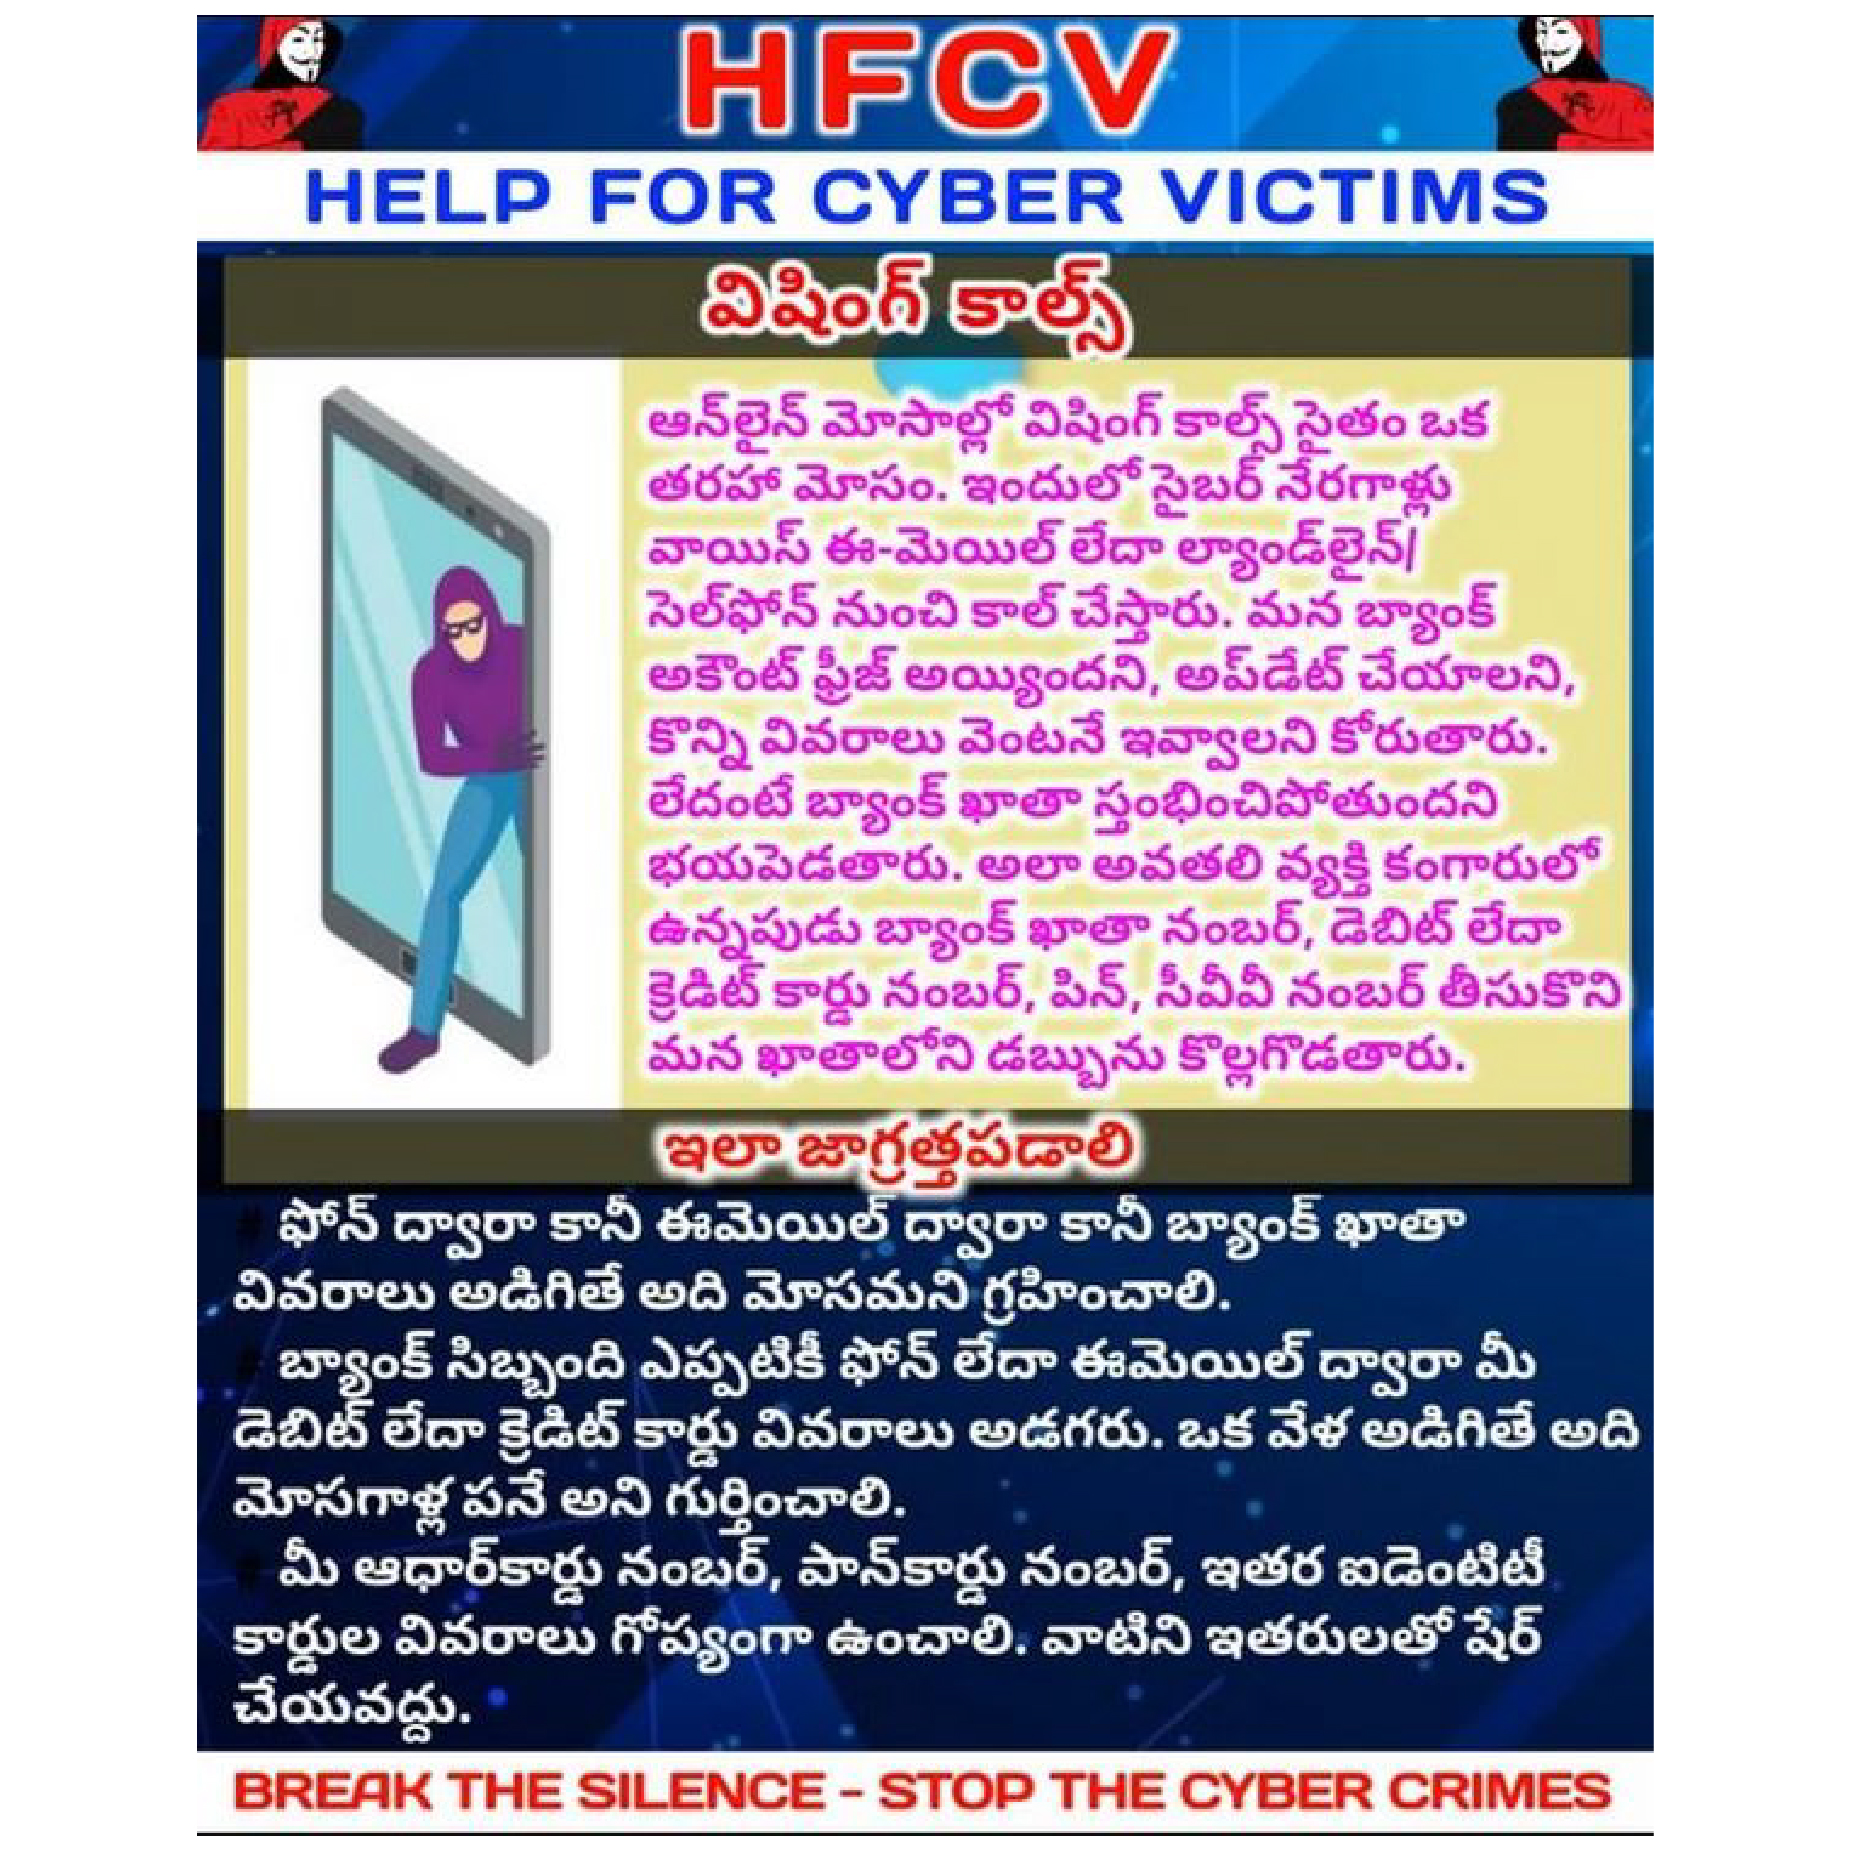 HFCV
HELP FOR CYBER VICTIMS
విషింగ్ కాల్స్
ఆన్‌లైన్ మోసాల్లో విషింగ్ కాల్స్ సైతం ఒక
తరహా మోసం. ఇందులో సైబర్ నేరగాళ్లు
వాయిస్ ఈ-మెయిల్ లేదా ల్యాండ్‌లైన్/
సెల్‌ఫోన్ నుంచి కాల్ చేస్తారు. మన బ్యాంక్
అకౌంట్ ఫ్రీజ్ అయ్యిందని, అప్‌డేట్ చేయాలని,
కొన్ని వివరాలు వెంటనే ఇవ్వాలని కోరుతారు.
లేదంటే బ్యాంక్ ఖాతా స్తంభించిపోతుందని
భయపెడతారు. అలా అవతలి వ్యక్తి కంగారులో
ఉన్నపుడు బ్యాంక్ ఖాతా నంబర్, డెబిట్ లేదా
క్రెడిట్ కార్డు నంబర్, పిన్, సీవీవీ నంబర్ తీసుకొని
మన ఖాతాలోని డబ్బును కొల్లగొడతారు.
ఇలా జాగ్రత్తపడాలి
# ఫోన్ ద్వారా కానీ ఈమెయిల్ ద్వారా కానీ బ్యాంక్ ఖాతా
వివరాలు అడిగితే అది మోసమని గ్రహించాలి.
# బ్యాంక్ సిబ్బంది ఎప్పటికీ ఫోన్ లేదా ఈమెయిల్ ద్వారా మీ
డెబిట్ లేదా క్రెడిట్ కార్డు వివరాలు అడగరు. ఒక వేళ అడిగితే అది
మోసగాళ్ల పనే అని గుర్తించాలి.
# మీ ఆధార్‌కార్డు నంబర్, పాన్‌కార్డు నంబర్, ఇతర ఐడెంటిటీ
కార్డుల వివరాలు గోప్యంగా ఉంచాలి. వాటిని ఇతరులతో షేర్
చేయవద్దు.
BREAK THE SILENCE - STOP THE CYBER CRIMES